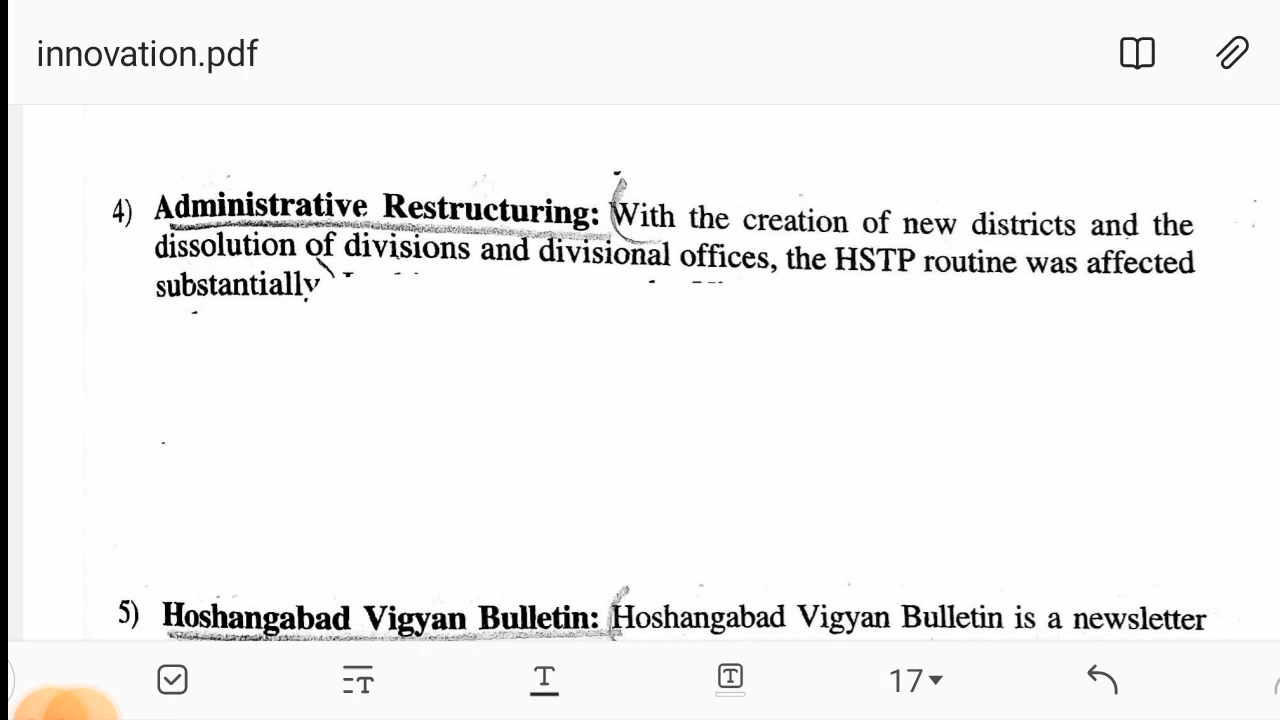 innovation.pdf
4) Administrative Restructuring: With the creation of new districts and the
dissolution of divisions and divisional offices, the HSTP routine was affected
substantially
5) Hoshangabad Vigyan Bulletin: Hoshangabad Vigyan Bulletin is a newsletter
T
T
T
17